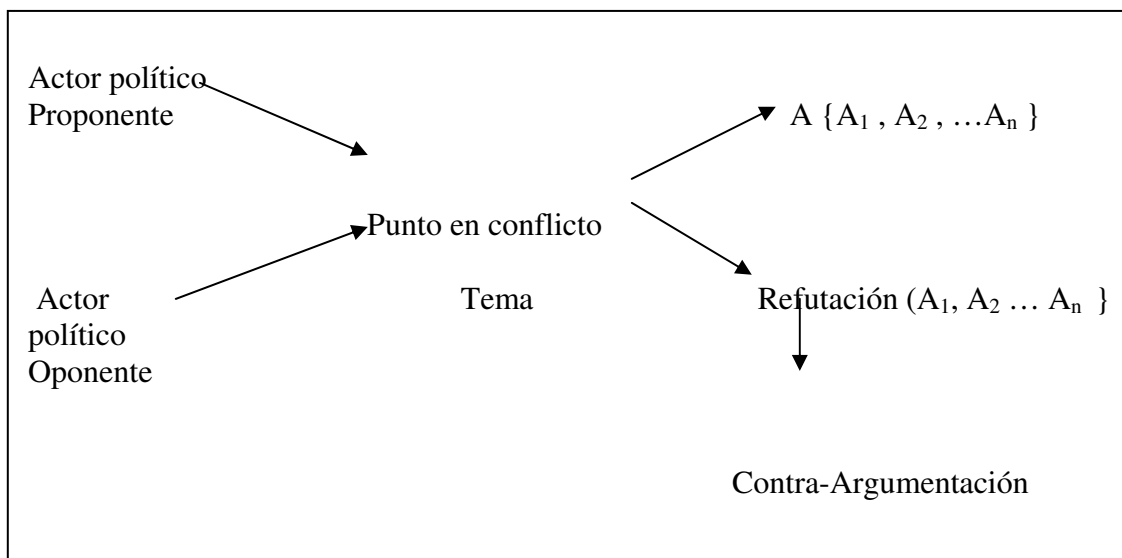 Actor político
Proponente
A {A₁ , A₂ , …Aₙ }
Punto en conflicto
Actor
político
Oponente
Tema
Refutación (A₁, A₂ … Aₙ }
Contra-Argumentación